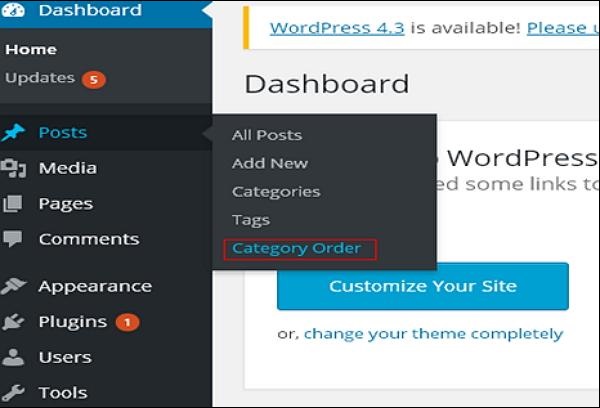 Dashboard
Home
Updates 5
Posts
Media
Pages
Comments
Appearance
Plugins 1
Users
Tools
All Posts
Add New
Categories
Tags
Category Order
WordPress 4.3 is available! Please
Dashboard
WordPress
ed some links to
Customize Your Site
or, change your theme completely